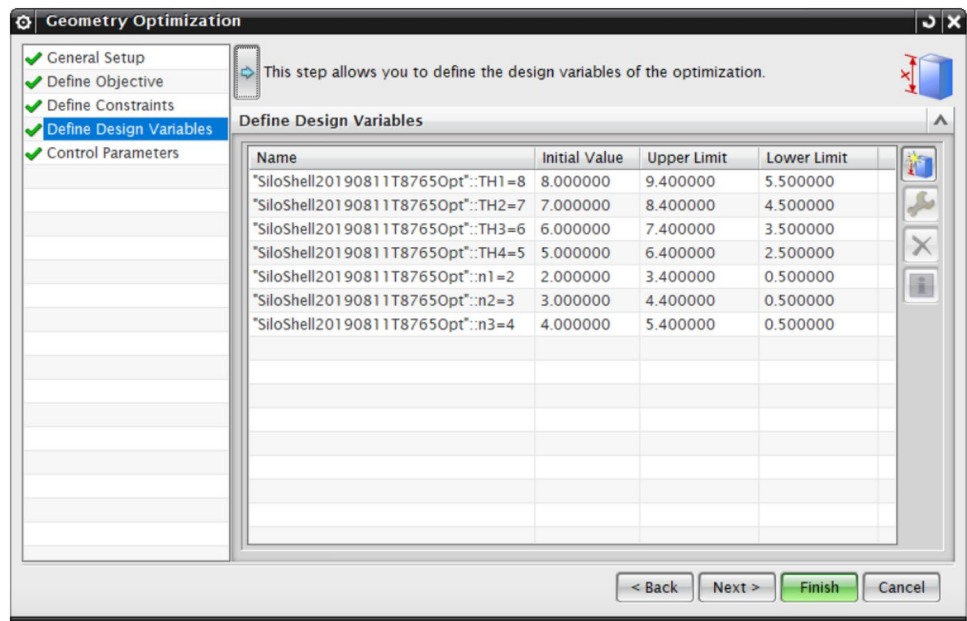 Geometry Optimization
General Setup
Define Objective
Define Constraints
Define Design Variables
Control Parameters
This step allows you to define the design variables of the optimization.
Define Design Variables
Name Initial Value Upper Limit Lower Limit
"SiloShell20190811T8765Opt"::TH1=8 8.000000 9.400000 5.500000
"SiloShell20190811T8765Opt"::TH2=7 7.000000 8.400000 4.500000
"SiloShell20190811T8765Opt"::TH3=6 6.000000 7.400000 3.500000
"SiloShell20190811T8765Opt"::TH4=5 5.000000 6.400000 2.500000
"SiloShell20190811T8765Opt"::n1=2 2.000000 3.400000 0.500000
"SiloShell20190811T8765Opt"::n2=3 3.000000 4.400000 0.500000
"SiloShell20190811T8765Opt"::n3=4 4.000000 5.400000 0.500000
< Back Next > Finish Cancel